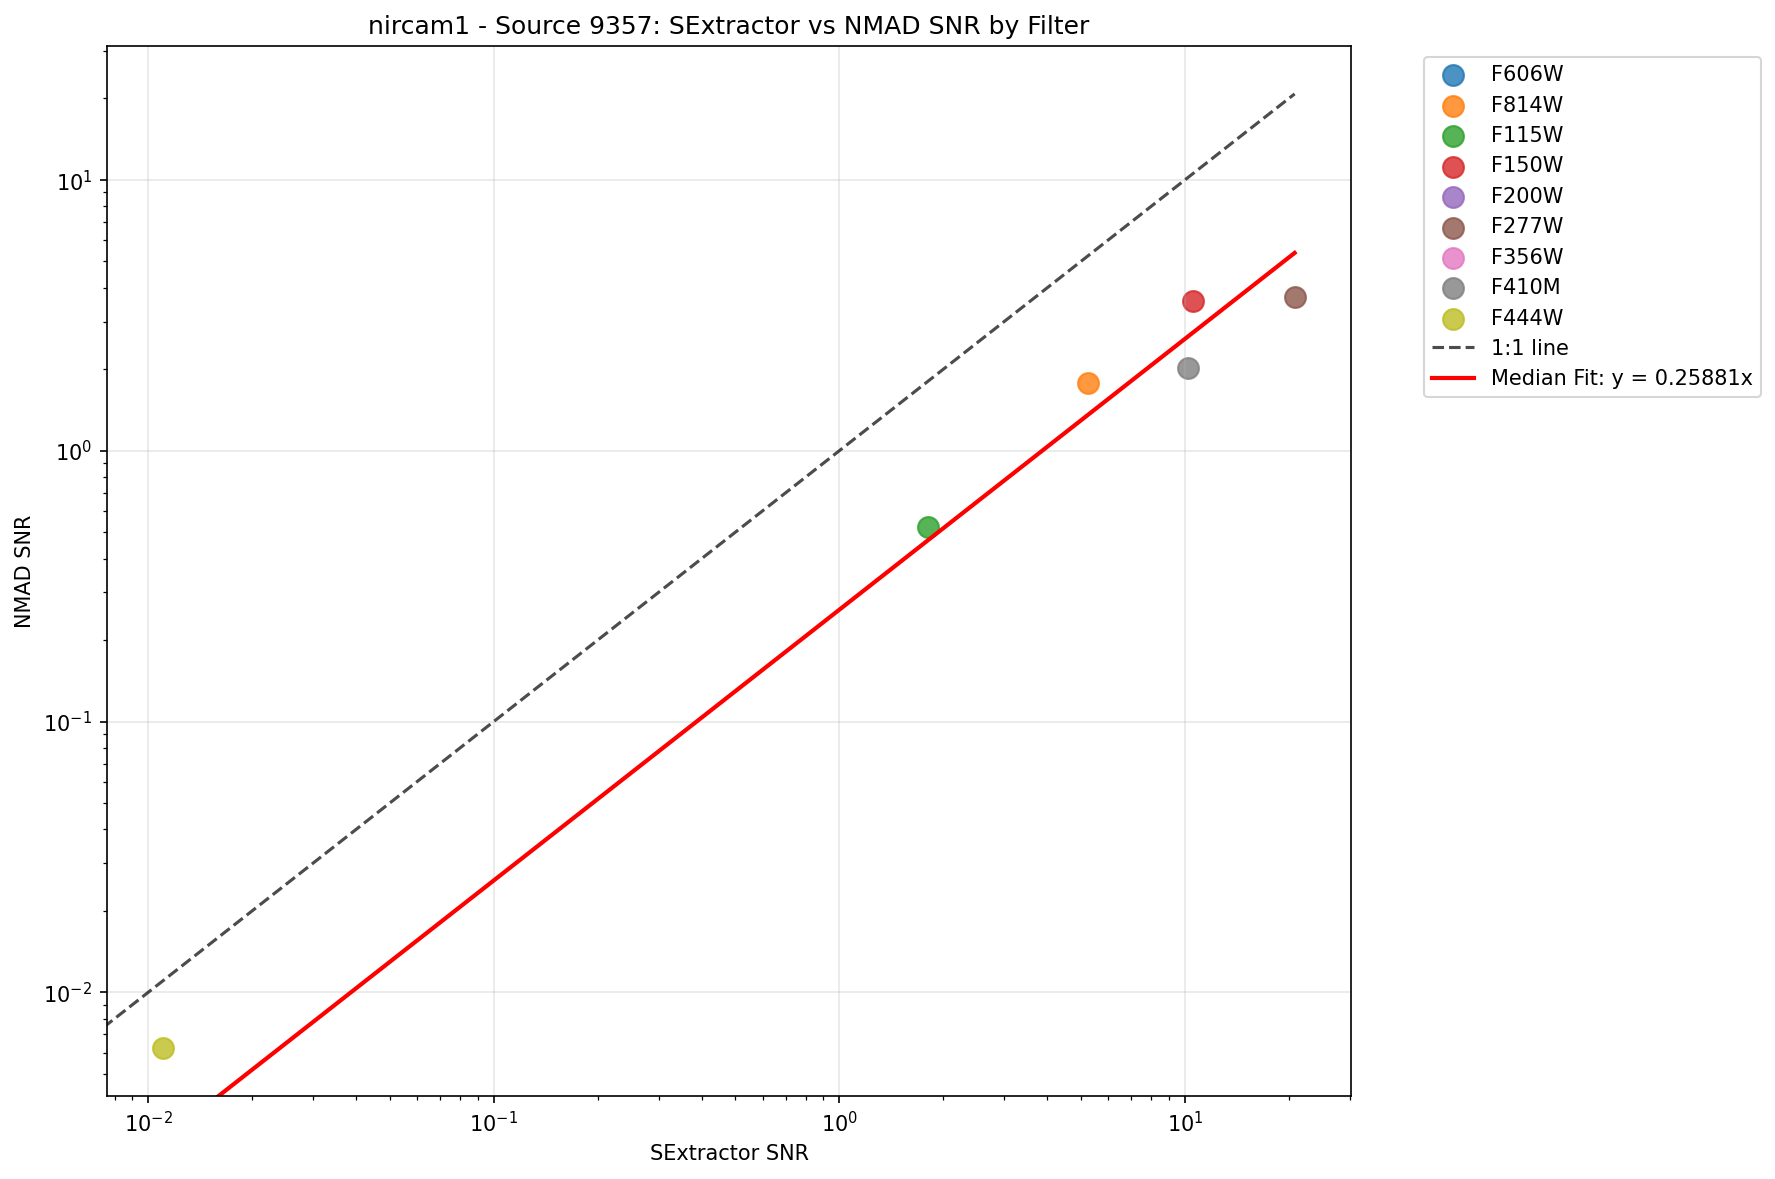 nircam1 - Source 9357: SExtractor vs NMAD SNR by Filter
F606W
F814W
F115W
F150W
F200W
F277W
F356W
F410M
F444W
1:1 line
Median Fit: y = 0.25881x
NMAD SNR
10¹
10⁰
10⁻¹
10⁻²
10⁻² 10⁻¹ 10⁰ 10¹
SExtractor SNR